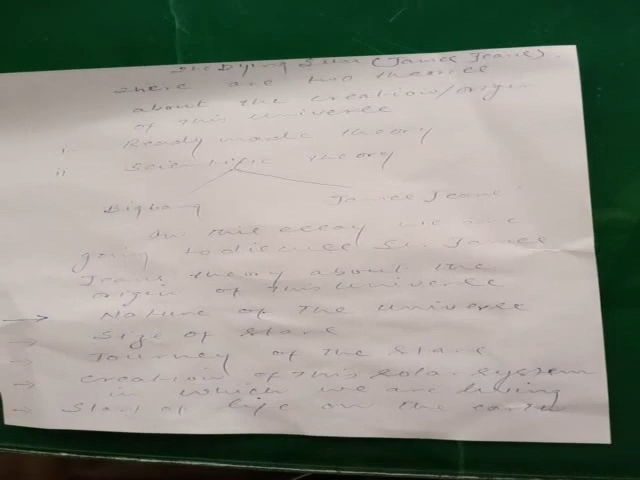 The Dying Sun (James Jeans).
There are two themes
about the creation/origin
of this universe
i- Ready made theory
ii Scientific theory
Bigbang James Jeans
In this essay we are
going to discuss Sir James
Jeans theory about the
origin of this universe
→ Nature of the universe
→ Size of stars
→ Journey of the stars
→ Creation of this solar system
in which we are living
→ Start of life on the earth